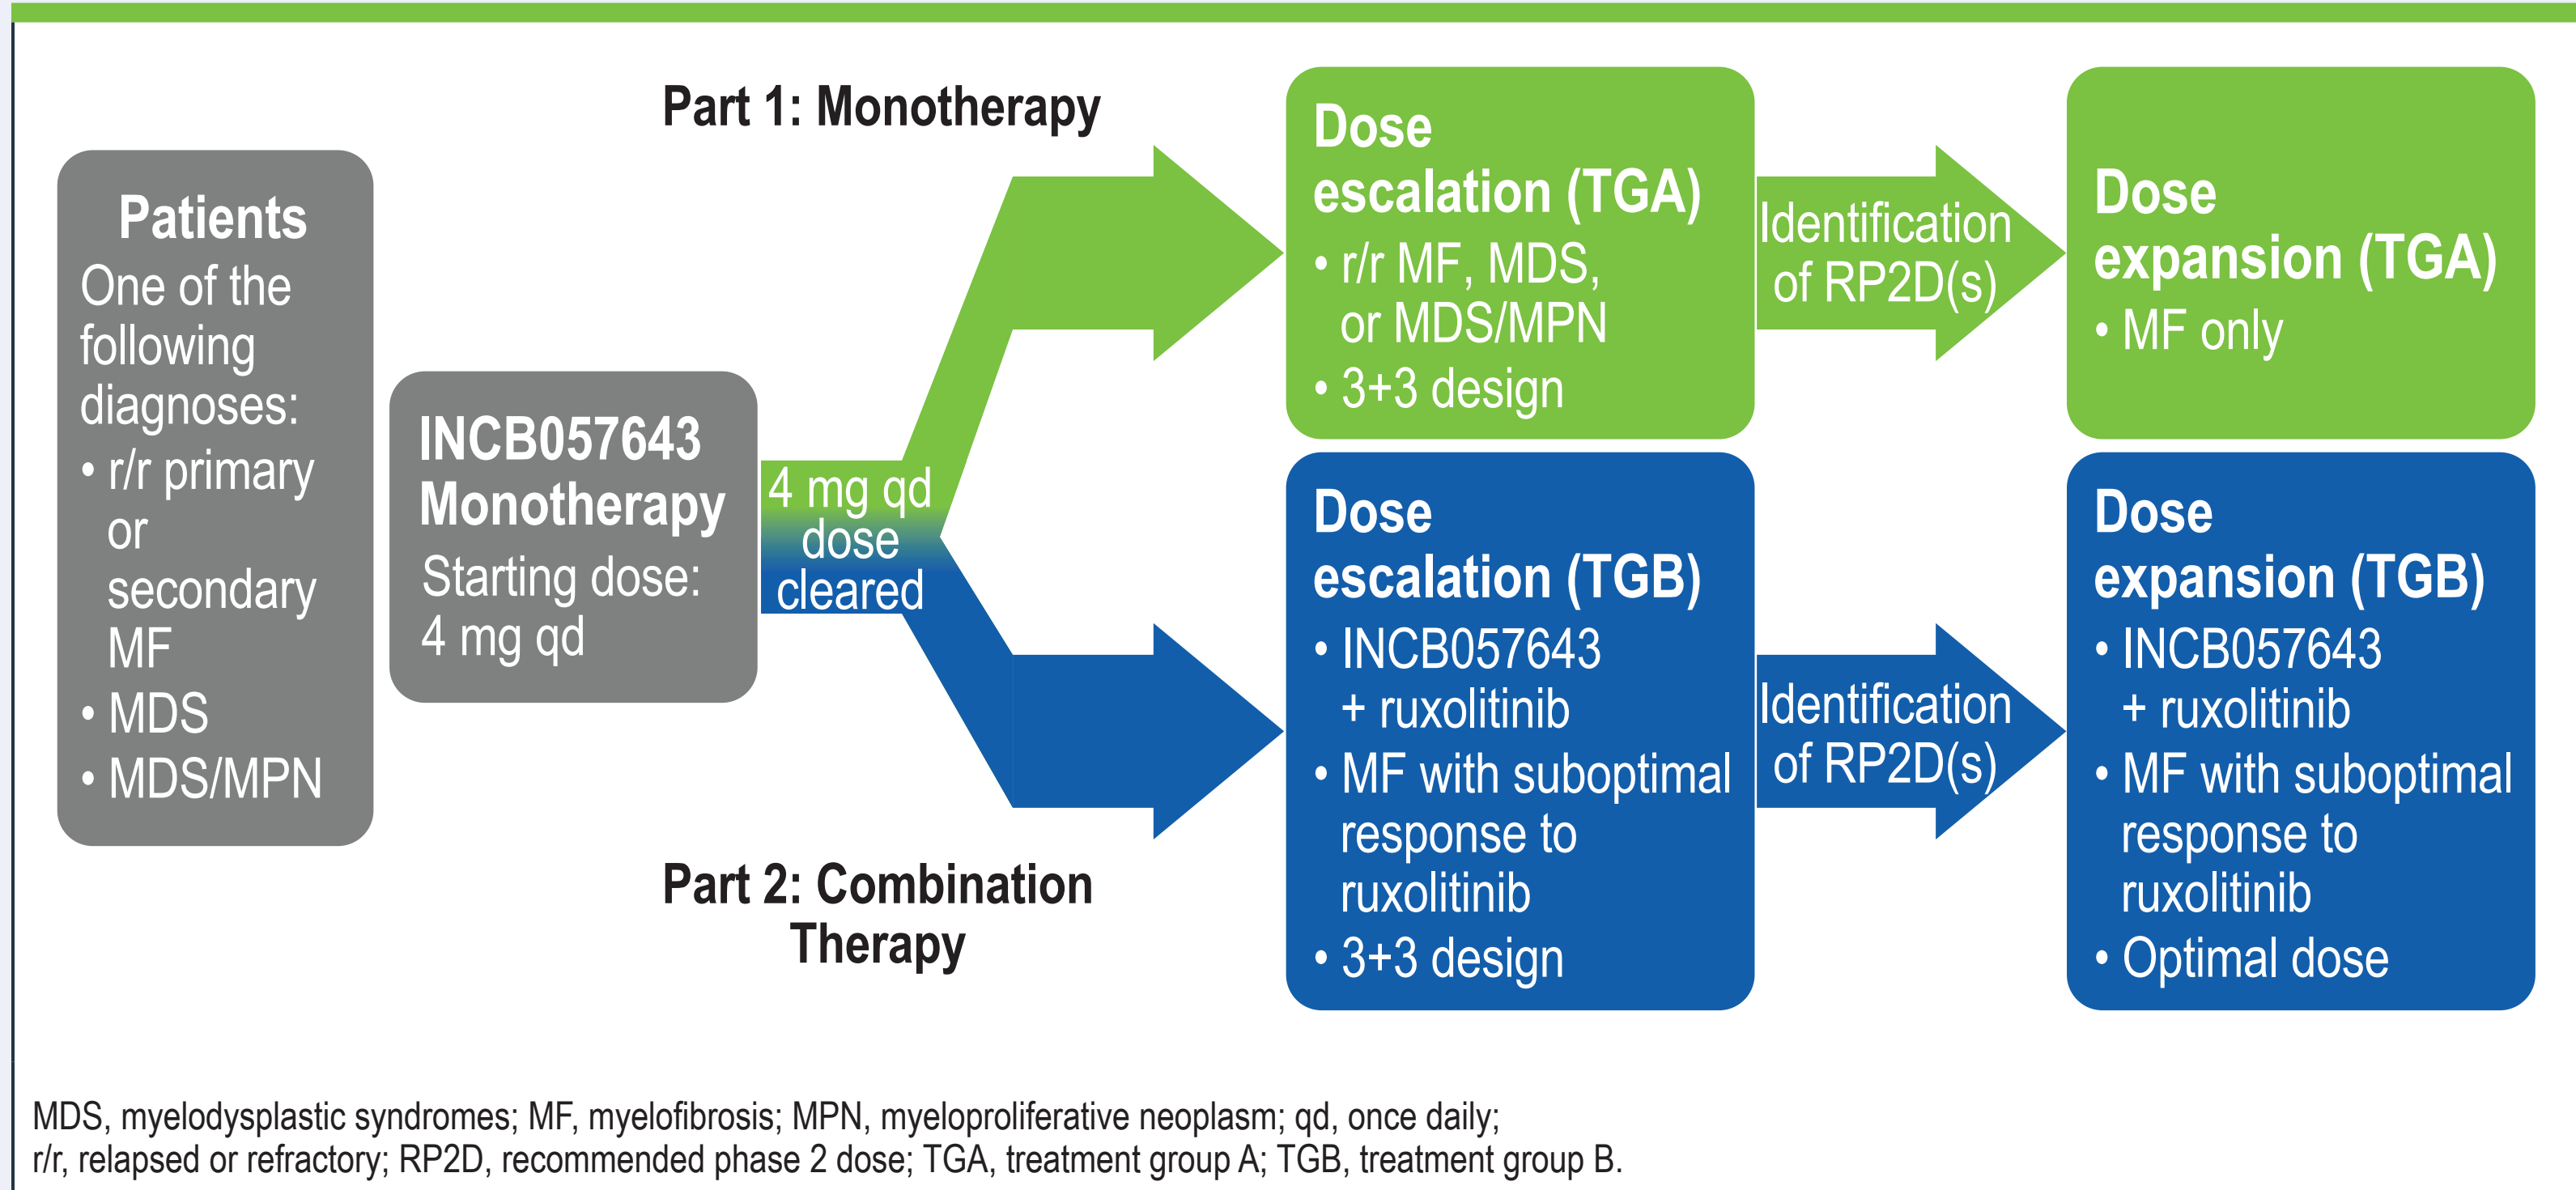 Part 1: Monotherapy
Patients
One of the
following
diagnoses:
• r/r primary
or
secondary
MF
• MDS
• MDS/MPN
INCB057643
Monotherapy
Starting dose:
4 mg qd
4 mg qd
dose
cleared
Dose
escalation (TGA)
• r/r MF, MDS,
or MDS/MPN
• 3+3 design
Identification
of RP2D(s)
Dose
expansion (TGA)
• MF only
Part 2: Combination
Therapy
Dose
escalation (TGB)
• INCB057643
+ ruxolitinib
• MF with suboptimal
response to
ruxolitinib
• 3+3 design
Identification
of RP2D(s)
Dose
expansion (TGB)
• INCB057643
+ ruxolitinib
• MF with suboptimal
response to
ruxolitinib
• Optimal dose
MDS, myelodysplastic syndromes; MF, myelofibrosis; MPN, myeloproliferative neoplasm; qd, once daily;
r/r, relapsed or refractory; RP2D, recommended phase 2 dose; TGA, treatment group A; TGB, treatment group B.